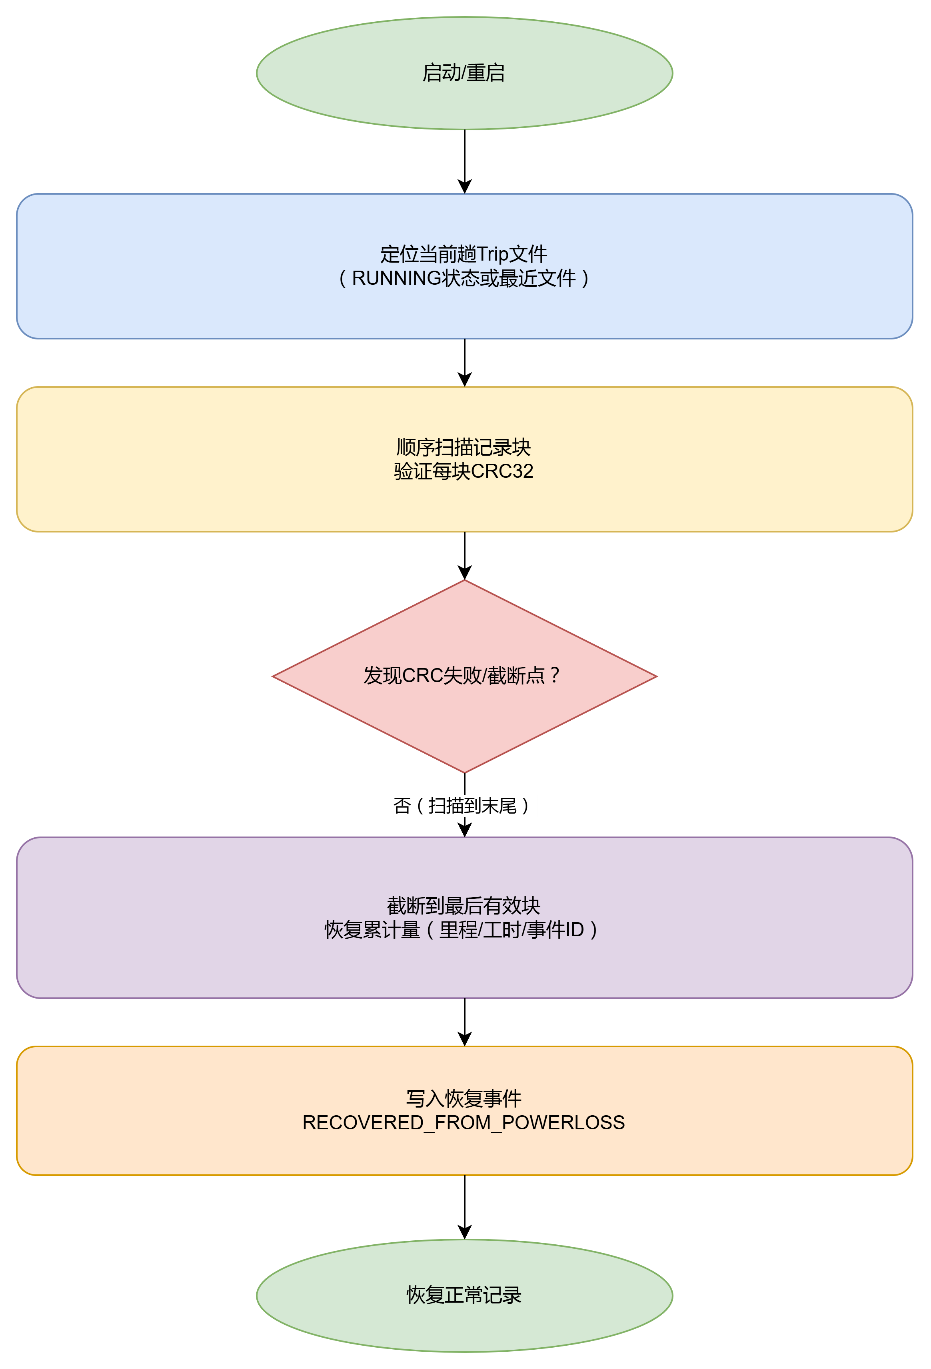 启动/重启
定位当前趟Trip文件
（RUNNING状态或最近文件）
顺序扫描记录块
验证每块CRC32
发现CRC失败/截断点？
否（扫描到末尾）
截断到最后有效块
恢复累计量（里程/工时/事件ID）
写入恢复事件
RECOVERED_FROM_POWERLOSS
恢复正常记录